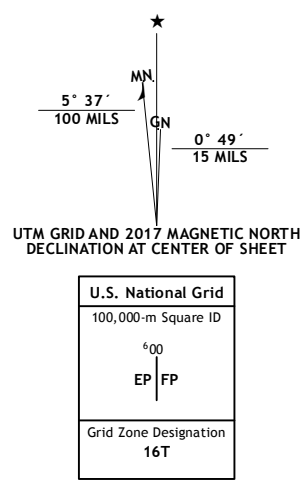 ★
MN.
GN
5° 37´
100 MILS
0° 49´
15 MILS
UTM GRID AND 2017 MAGNETIC NORTH
DECLINATION AT CENTER OF SHEET
U.S. National Grid
100,000-m Square ID
⁶00
EP FP
Grid Zone Designation
16T